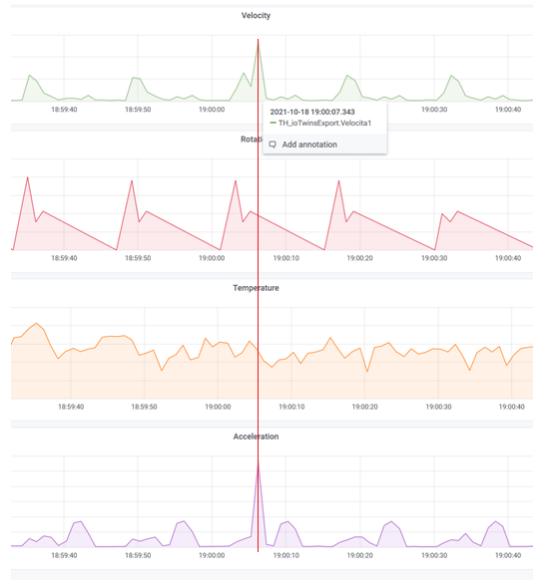 Velocity
18:59:40 18:59:50 19:00:00 19:00:30 19:00:40
2021-10-18 19:00:07.343
TH_ioTwinsExport.Velocita1
Add annotation
Rotati
18:59:40 18:59:50 19:00:00 19:00:10 19:00:20 19:00:30 19:00:40
Temperature
18:59:40 18:59:50 19:00:00 19:00:10 19:00:20 19:00:30 19:00:40
Acceleration
18:59:40 18:59:50 19:00:00 19:00:10 19:00:20 19:00:30 19:00:40